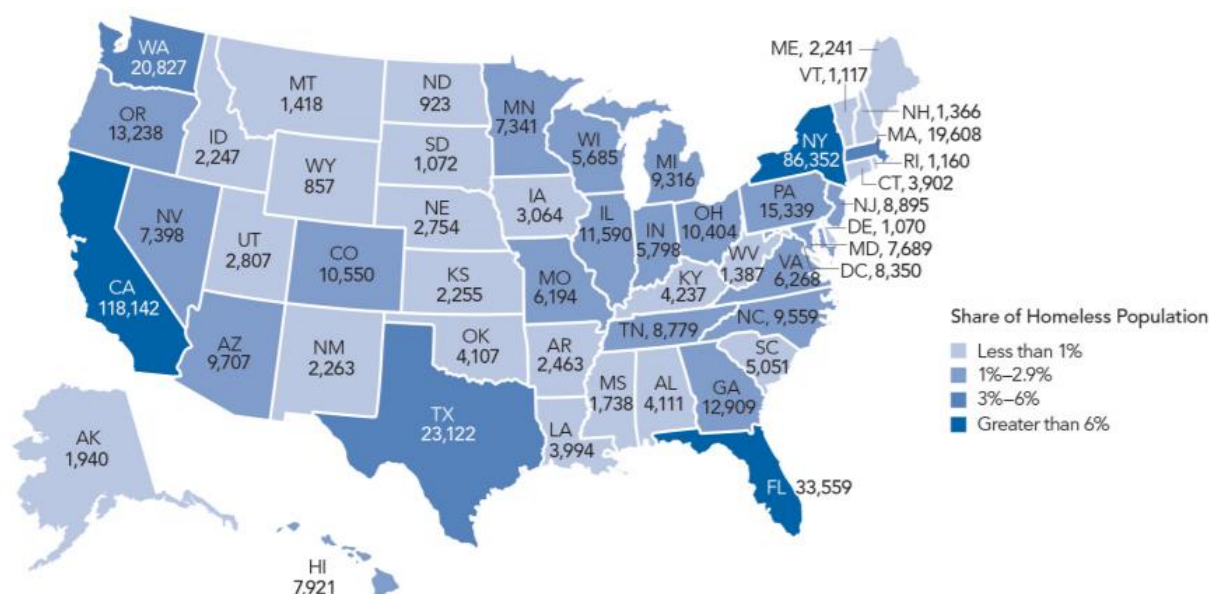 WA
20,827
OR
13,238
CA
118,142
ID
2,247
NV
7,398
MT
1,418
WY
857
UT
2,807
AZ
9,707
CO
10,550
NM
2,263
ND
923
SD
1,072
NE
2,754
KS
2,255
OK
4,107
TX
23,122
MN
7,341
IA
3,064
MO
6,194
AR
2,463
LA
3,994
WI
5,685
IL
11,590
MI
9,316
IN
5,798
OH
10,404
KY
4,237
TN, 8,779
MS
1,738
AL
4,111
GA
12,909
FL 33,559
SC
5,051
NC, 9,559
VA
6,268
WV
1,387
PA
15,339
NY
86,352
ME, 2,241
VT, 1,117
NH, 1,366
MA, 19,608
RI, 1,160
CT, 3,902
NJ, 8,895
DE, 1,070
MD, 7,689
DC, 8,350
AK
1,940
HI
7,921
Share of Homeless Population
Less than 1%
1%–2.9%
3%–6%
Greater than 6%